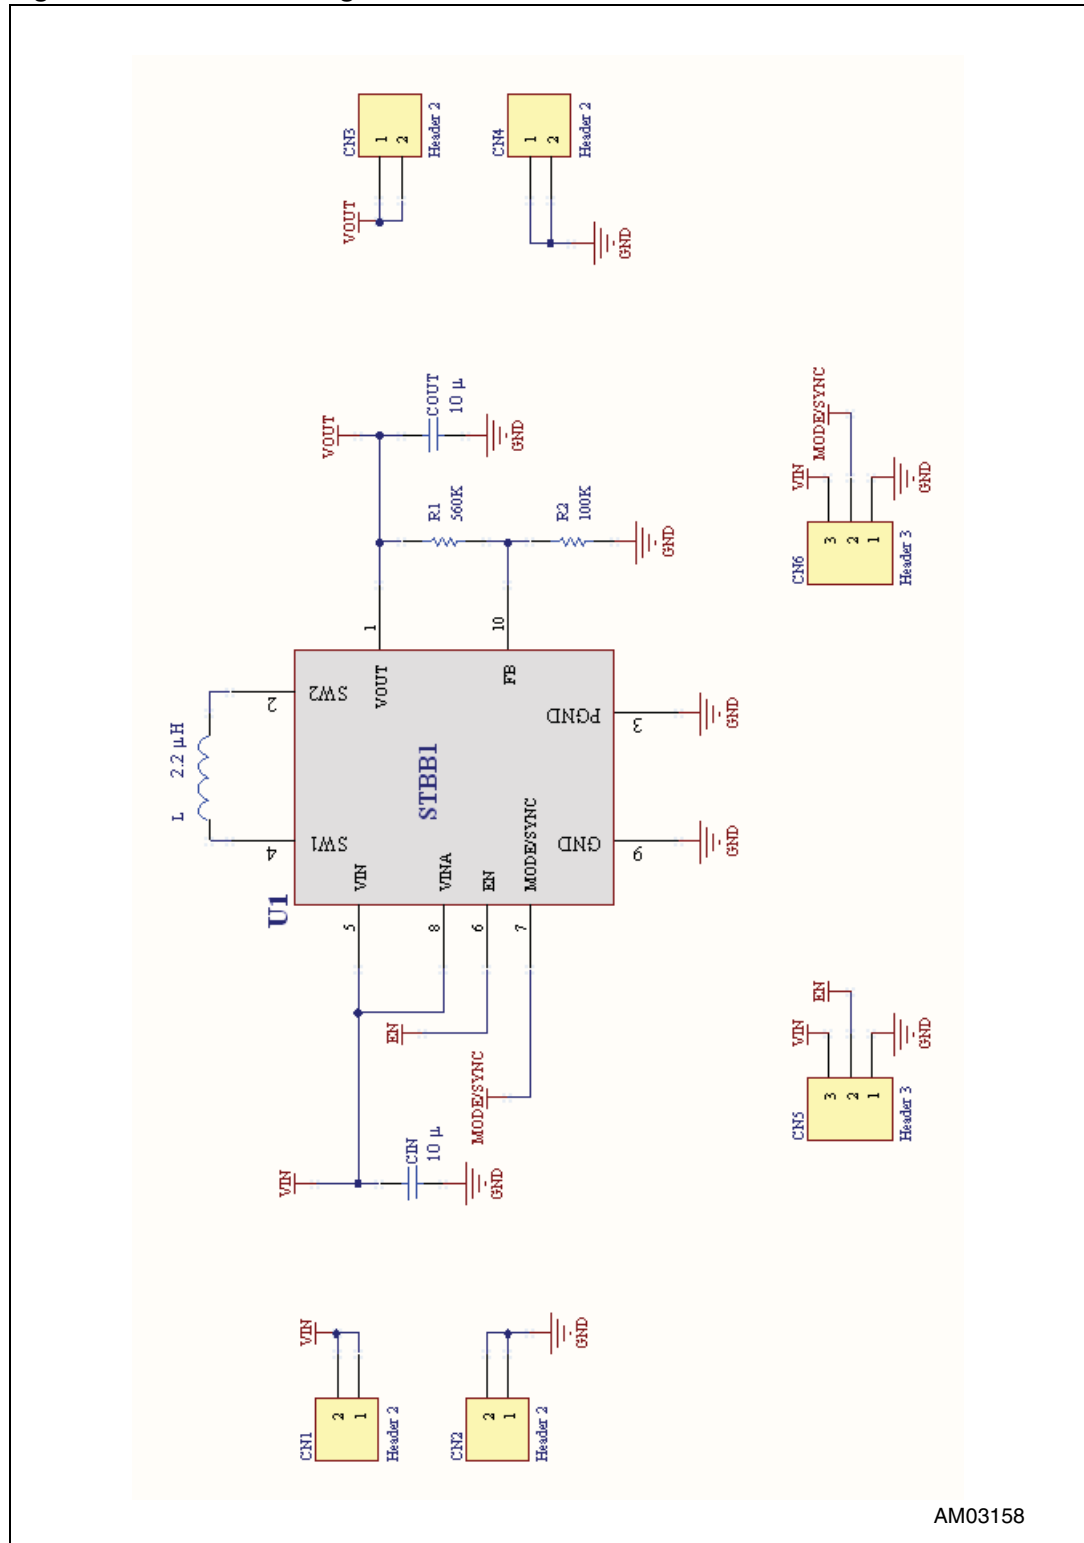 CN3
1
2
Header 2
VOUT
CN4
1
2
Header 2
GND
VOUT
COUT
10 µ
GND
R1
560K
R2
100K
GND
MODE/SYNC
VIN
GND
CN6
3
2
1
Header 3
L 2.2 µH
2
SW2
4
SW1
1
VOUT
10
FB
STBB1
PGND
3
GND
GND
9
GND
U1
VIN
5
VINA
8
EN
6
MODE/SYNC
7
EN
MODE/SYNC
VIN
CIN
10 µ
GND
EN
VIN
GND
CN5
3
2
1
Header 3
VIN
CN1
2
1
Header 2
GND
CN2
2
1
Header 2
AM03158